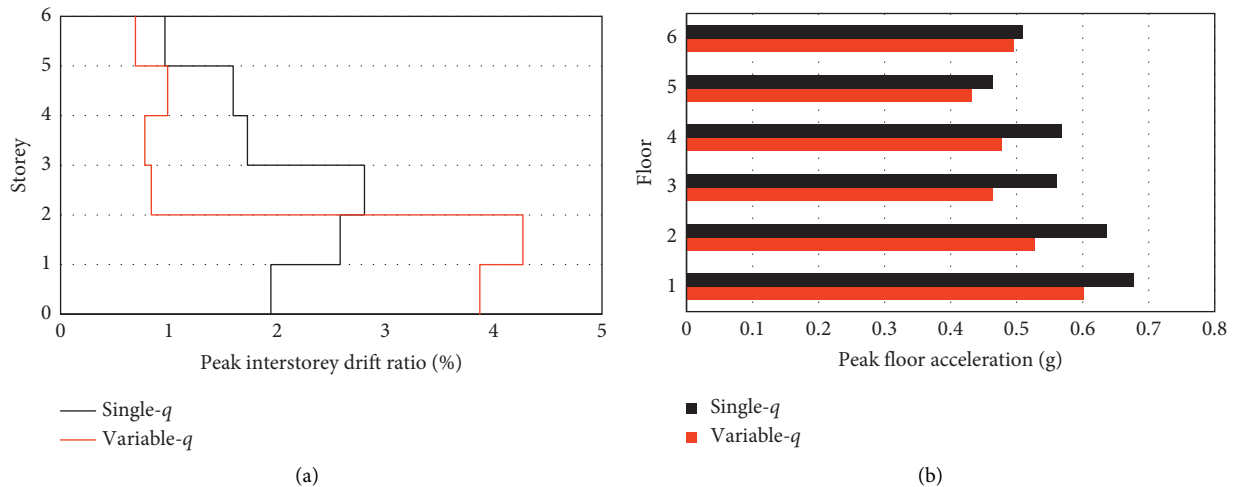 6
5
4
3
2
1
0
Storey
0 1 2 3 4 5
Peak interstorey drift ratio (%)
Single-q
Variable-q
(a)
6
5
4
3
2
1
Floor
0 0.1 0.2 0.3 0.4 0.5 0.6 0.7 0.8
Peak floor acceleration (g)
Single-q
Variable-q
(b)